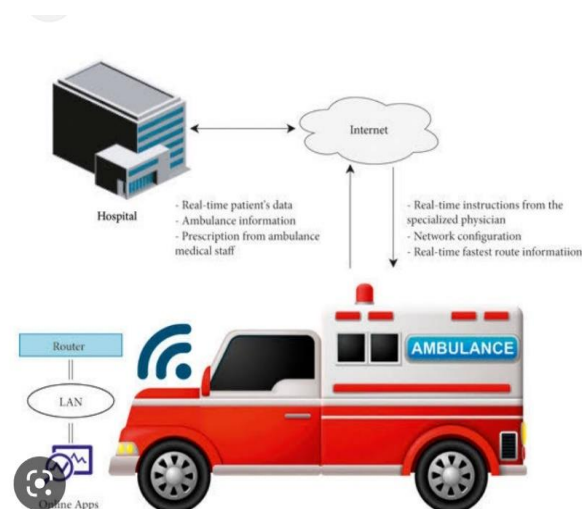 Internet
Hospital
- Real-time patient's data
- Ambulance information
- Prescription from ambulance
medical staff
- Real-time instructions from the
specialized physician
- Network configuration
- Real-time fastest route informatiion
AMBULANCE
Router
LAN
Online Apps